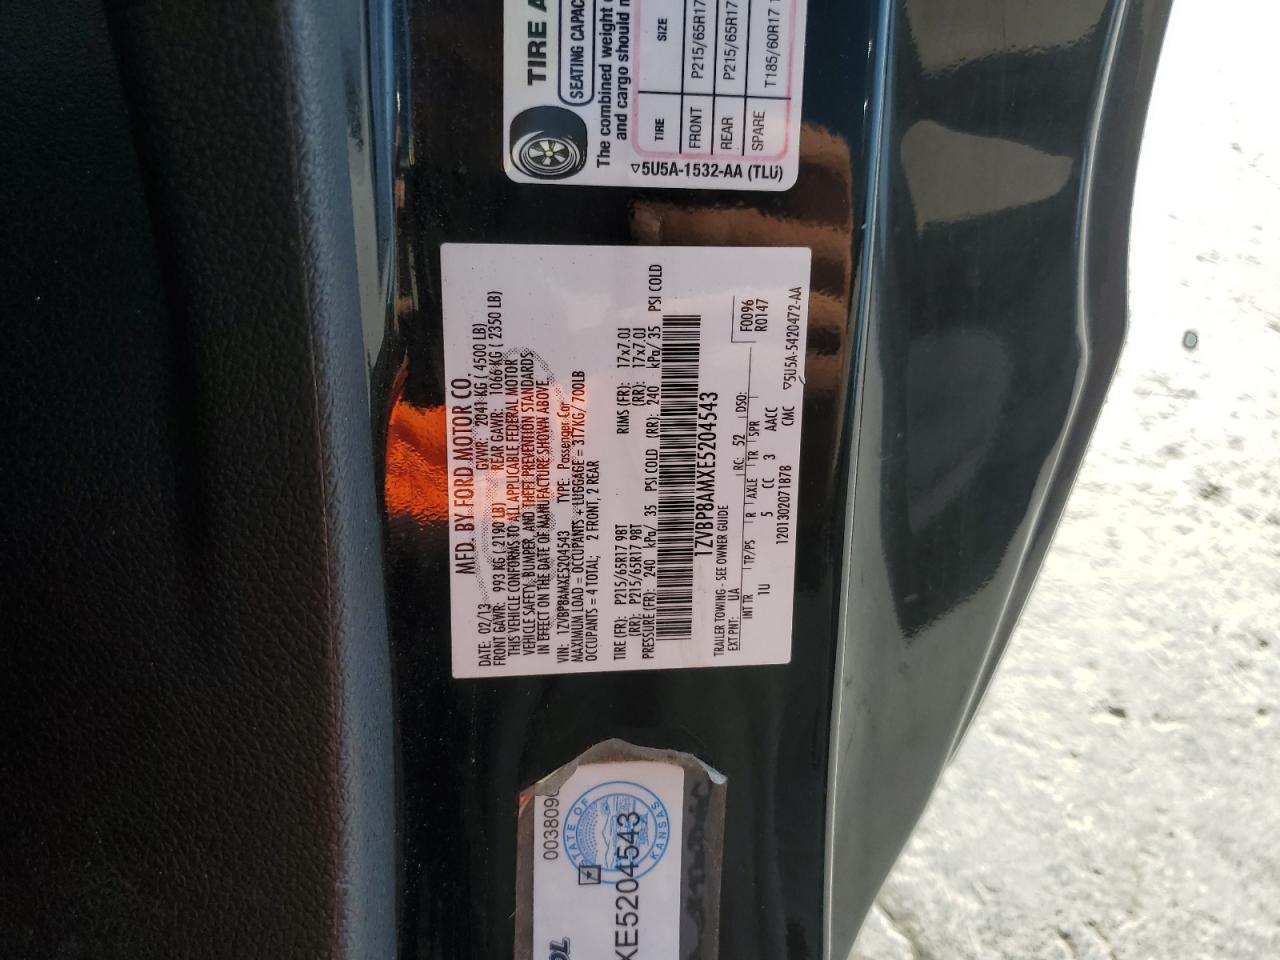 TIRE A
SEATING CAPAC
The combined weight
and cargo should
TIRE SIZE
FRONT P215/65R17
REAR P215/65R17
SPARE T185/60R17
▽5U5A-1532-AA (TLU)
MFD. BY FORD MOTOR CO.
DATE: 02/13 GVWR: 2041 KG ( 4500 LB)
FRONT GAWR: 993 KG ( 2190 LB) REAR GAWR: 1066 KG ( 2350 LB)
THIS VEHICLE CONFORMS TO ALL APPLICABLE FEDERAL MOTOR
VEHICLE SAFETY, BUMPER, AND THEFT PREVENTION STANDARDS
IN EFFECT ON THE DATE OF MANUFACTURE SHOWN ABOVE.
VIN: 1ZVBP8AMXE5204543 TYPE: Passenger Car
MAXIMUM LOAD = OCCUPANTS + LUGGAGE = 317KG/ 700LB
OCCUPANTS = 4 TOTAL; 2 FRONT, 2 REAR
TIRE (FR): P215/65R17 98T RIMS (FR): 17x7.0J
(RR): P215/65R17 98T (RR): 17x7.0J
PRESSURE (FR): 240 kPa/ 35 PSI COLD (RR): 240 kPa/ 35 PSI COLD
1ZVBP8AMXE5204543
TRAILER TOWING - SEE OWNER GUIDE
EXT PNT: UA RC: 52 DSO: F0096
R0147
INT TR TP/PS R AXLE TR SPR
1U 5 CC 3 AACC
1201302071878 CMC ▽5U5A-5420472-AA
003809
STATE OF KANSAS
XE5204543
OL